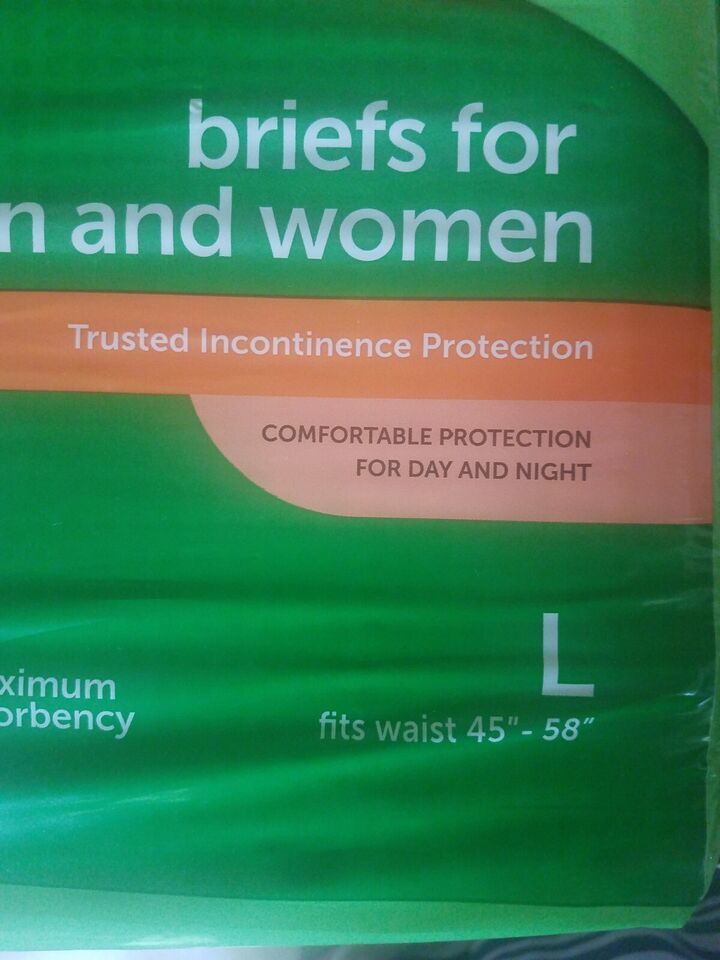 briefs for
n and women
Trusted Incontinence Protection
COMFORTABLE PROTECTION
FOR DAY AND NIGHT
L
ximum
orbency
fits waist 45"- 58"